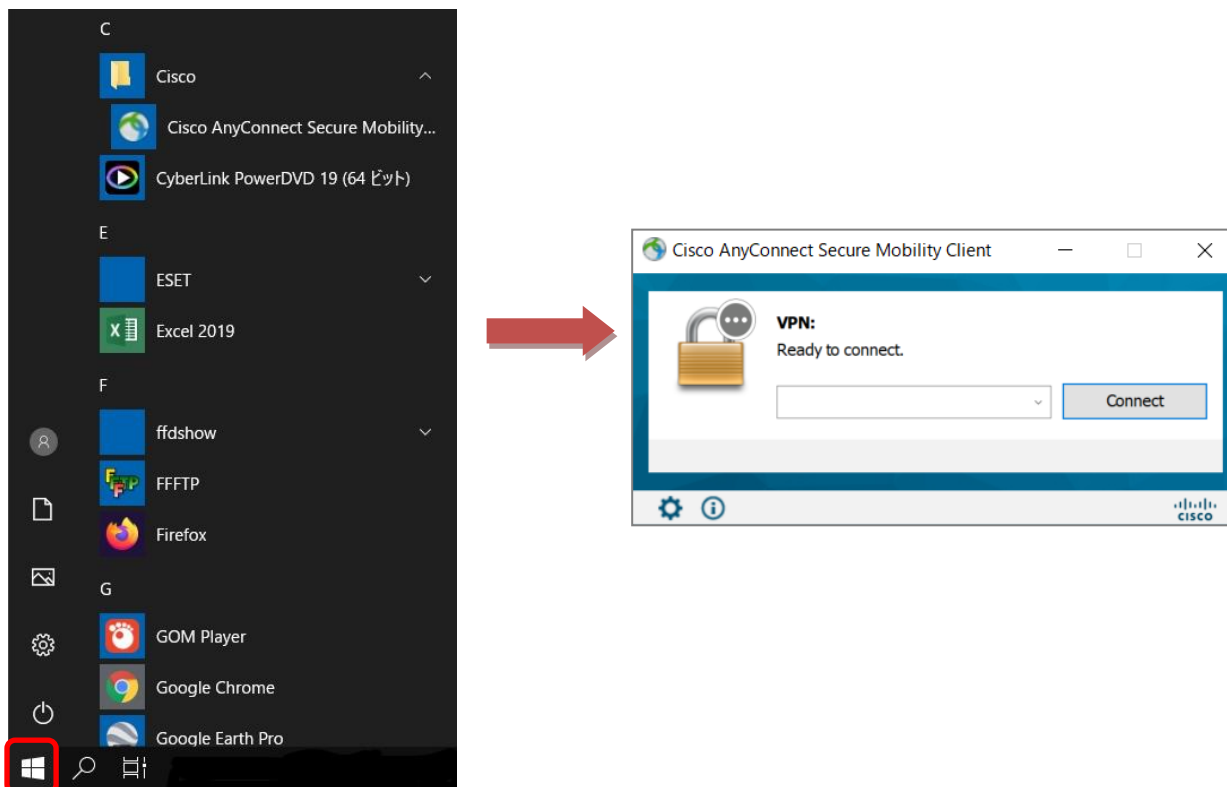 C
Cisco
Cisco AnyConnect Secure Mobility...
CyberLink PowerDVD 19 (64 ビット)
E
ESET
Excel 2019
F
ffdshow
FFFTP
Firefox
G
GOM Player
Google Chrome
Google Earth Pro
Cisco AnyConnect Secure Mobility Client
VPN:
Ready to connect.
Connect
CISCO